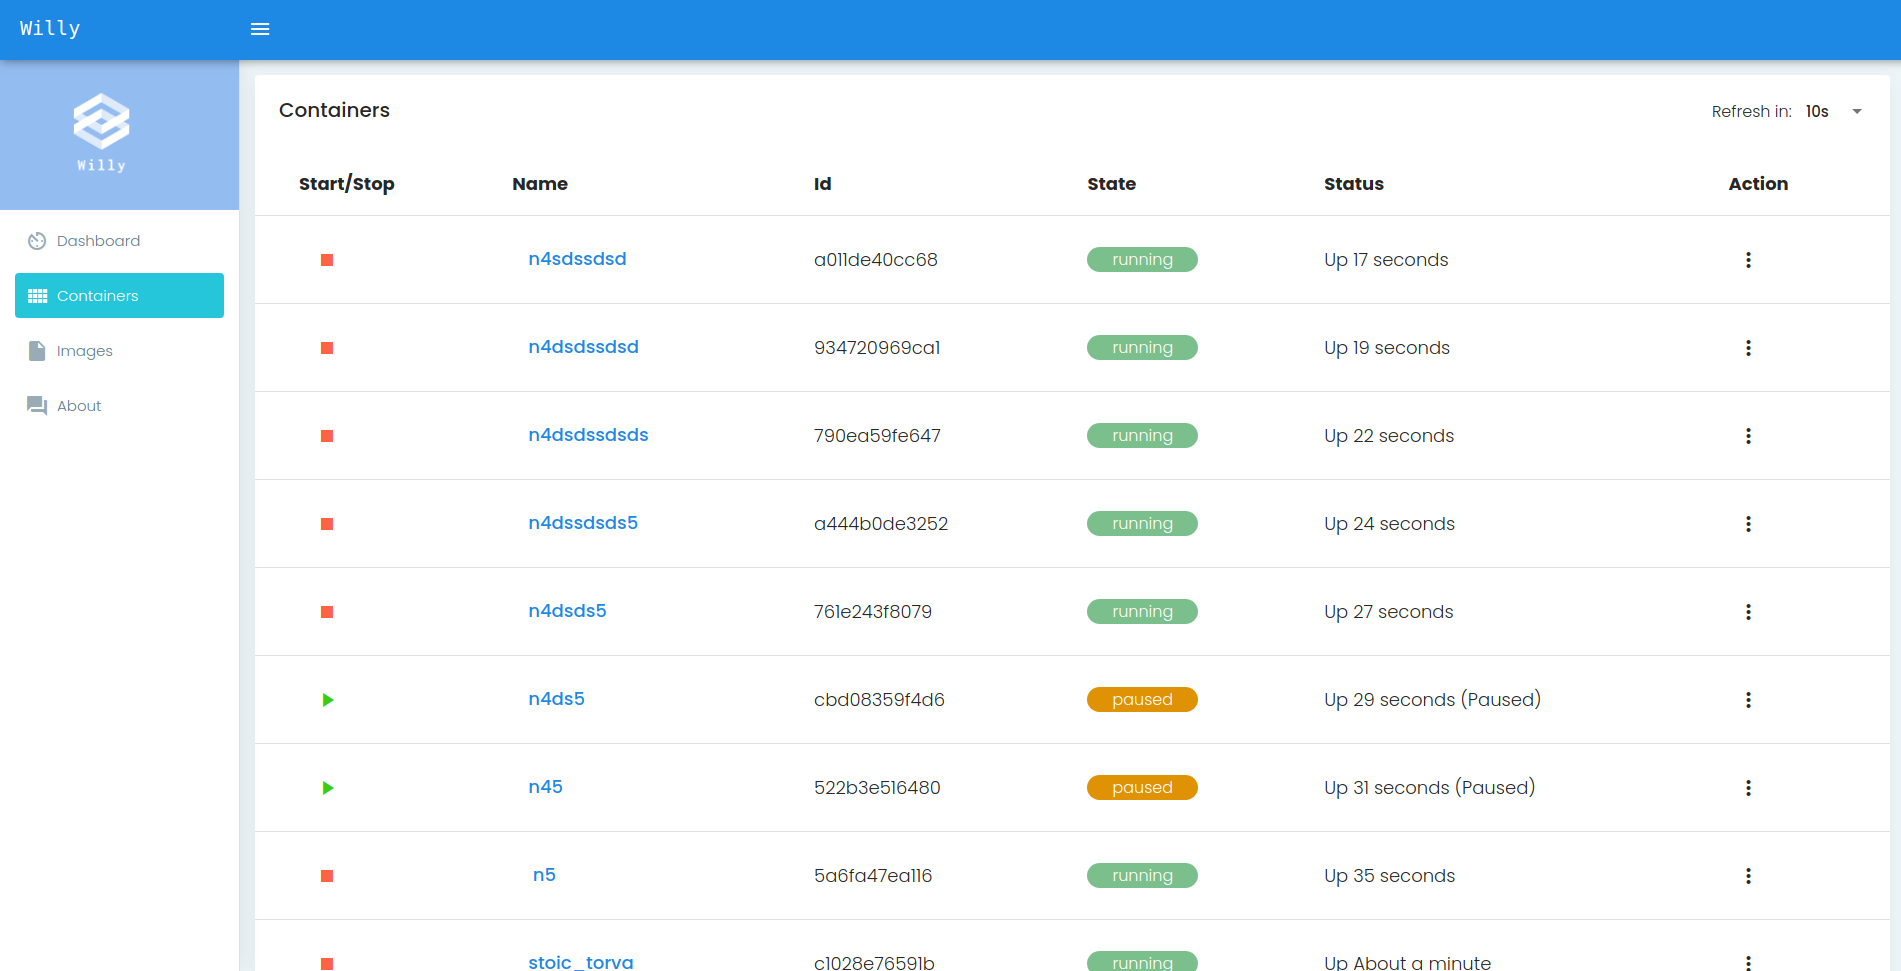 Willy
Willy
Dashboard
Containers
Images
About
Containers
Refresh in: 10s
Start/Stop Name Id State Status Action
n4sdssdsd a011de40cc68 running Up 17 seconds
n4dsdssdsd 934720969ca1 running Up 19 seconds
n4dsdssdsds 790ea59fe647 running Up 22 seconds
n4dssdsds5 a444b0de3252 running Up 24 seconds
n4dsds5 761e243f8079 running Up 27 seconds
n4ds5 cbd08359f4d6 paused Up 29 seconds (Paused)
n45 522b3e516480 paused Up 31 seconds (Paused)
n5 5a6fa47ea116 running Up 35 seconds
stoic_torva c1028e76591b running Up About a minute